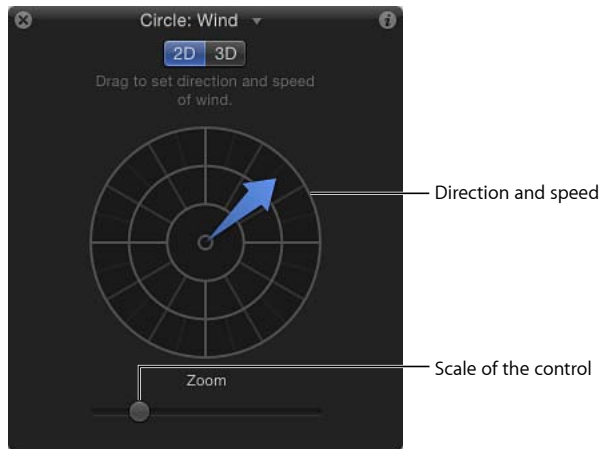 Circle: Wind
2D 3D
Drag to set direction and speed
of wind.
Direction and speed
Scale of the control
Zoom